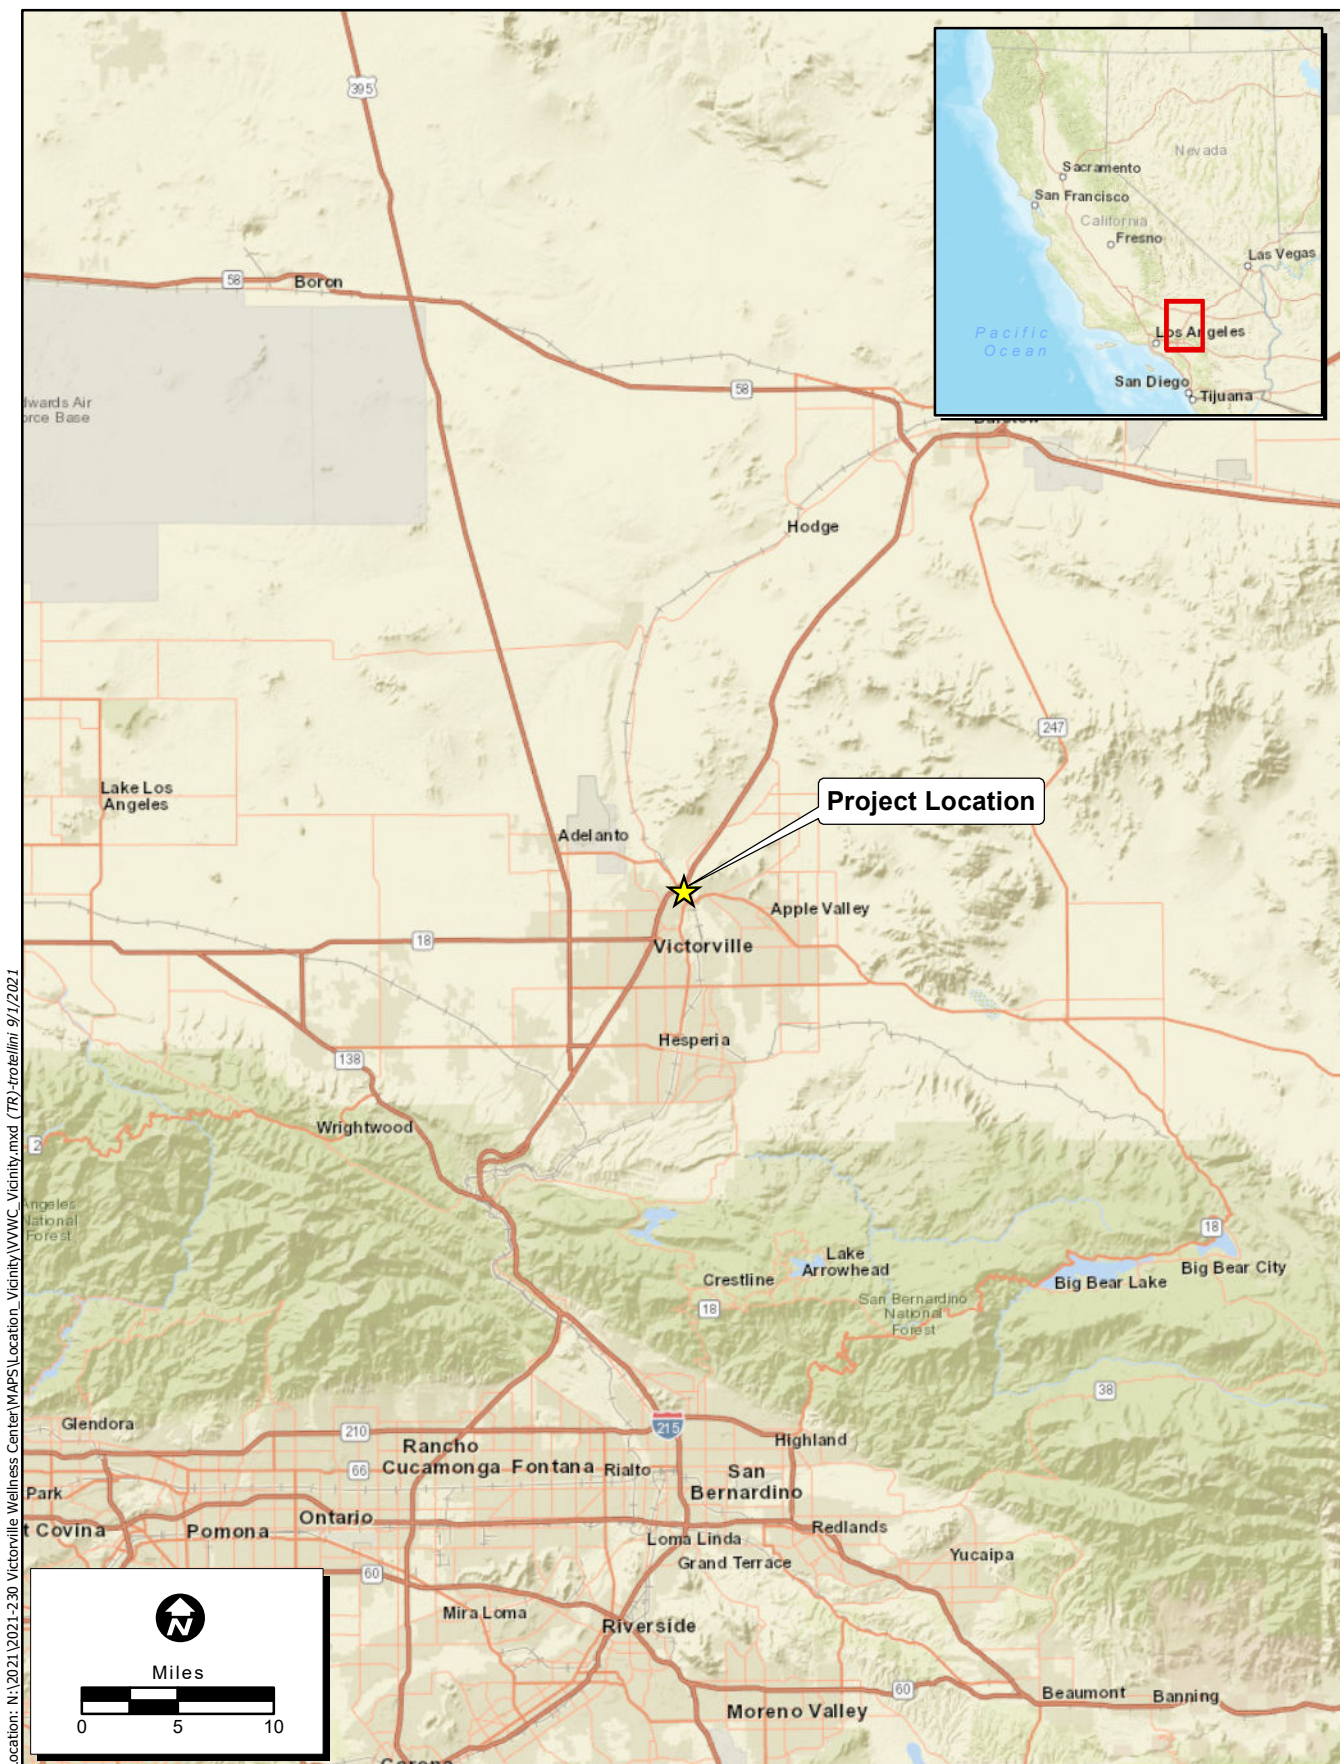 395
Sacramento
Nevada
San Francisco
California
Fresno
Las Vegas
Pacific
Ocean
Los Angeles
San Diego
Tijuana
58
Boron
58
dwards Air
orce Base
Hodge
247
Lake Los
Angeles
Project Location
Adelanto
Apple Valley
18
Victorville
Hesperia
138
Wrightwood
2
Angeles
National
Forest
18
Lake
Arrowhead
Crestline
Big Bear Lake
Big Bear City
18
San Bernardino
National
Forest
38
Glendora
210
215
Highland
Rancho
Cucamonga
Fontana
Rialto
66
San
Bernardino
Park
t Covina
Pomona
Ontario
Loma Linda
Redlands
Grand Terrace
Yucaipa
60
Mira Loma
Riverside
60
Moreno Valley
Beaumont
Banning
N
Miles
0 5 10
ocation: N:\2021\2021-230 Victorville Wellness Center\MAPS\Location_Vicinity\VVWC_Vicinity.mxd (TR)-trotellini 9/1/2021